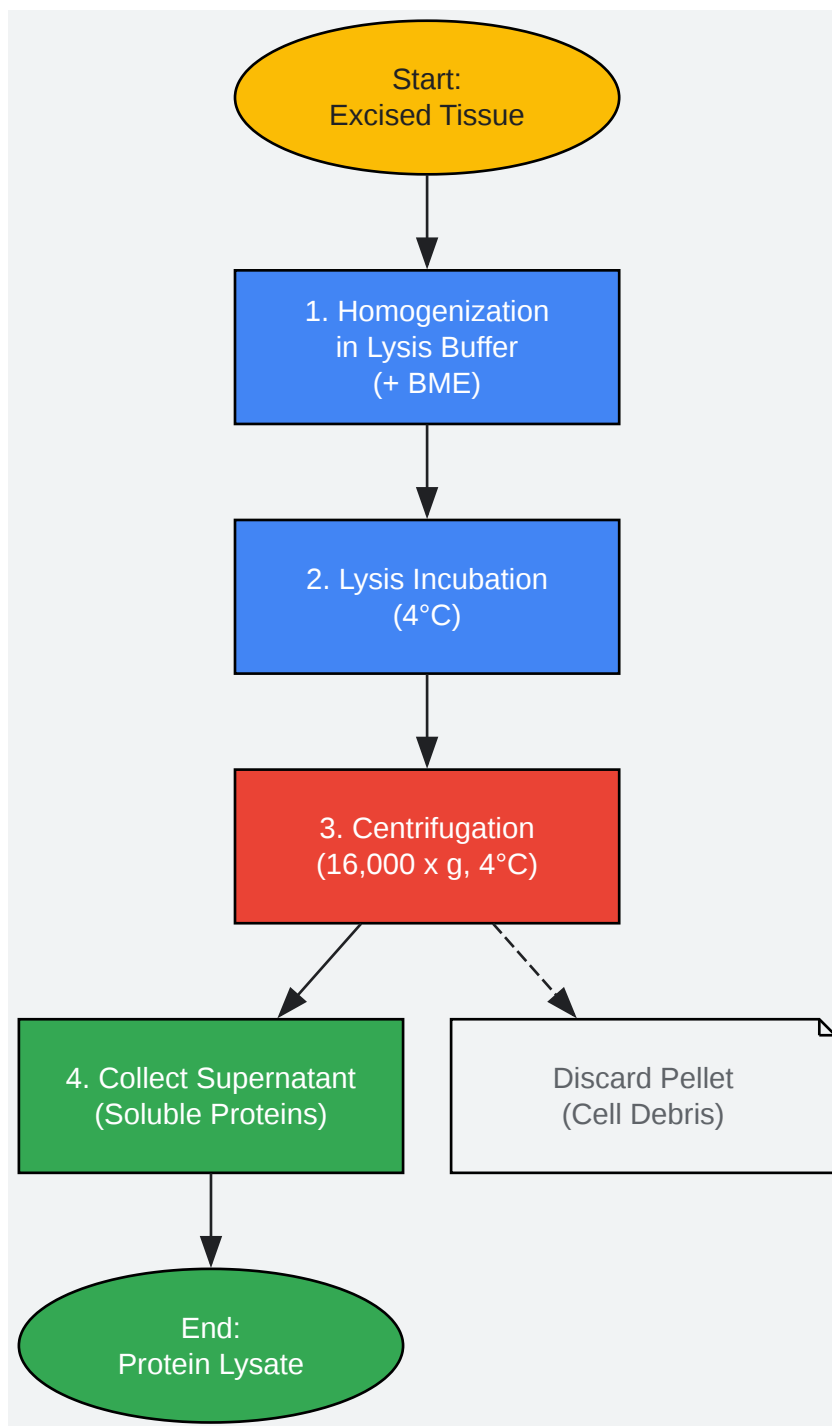 Start:
Excised Tissue
1. Homogenization
in Lysis Buffer
(+ BME)
2. Lysis Incubation
(4°C)
3. Centrifugation
(16,000 x g, 4°C)
4. Collect Supernatant
(Soluble Proteins)
Discard Pellet
(Cell Debris)
End:
Protein Lysate